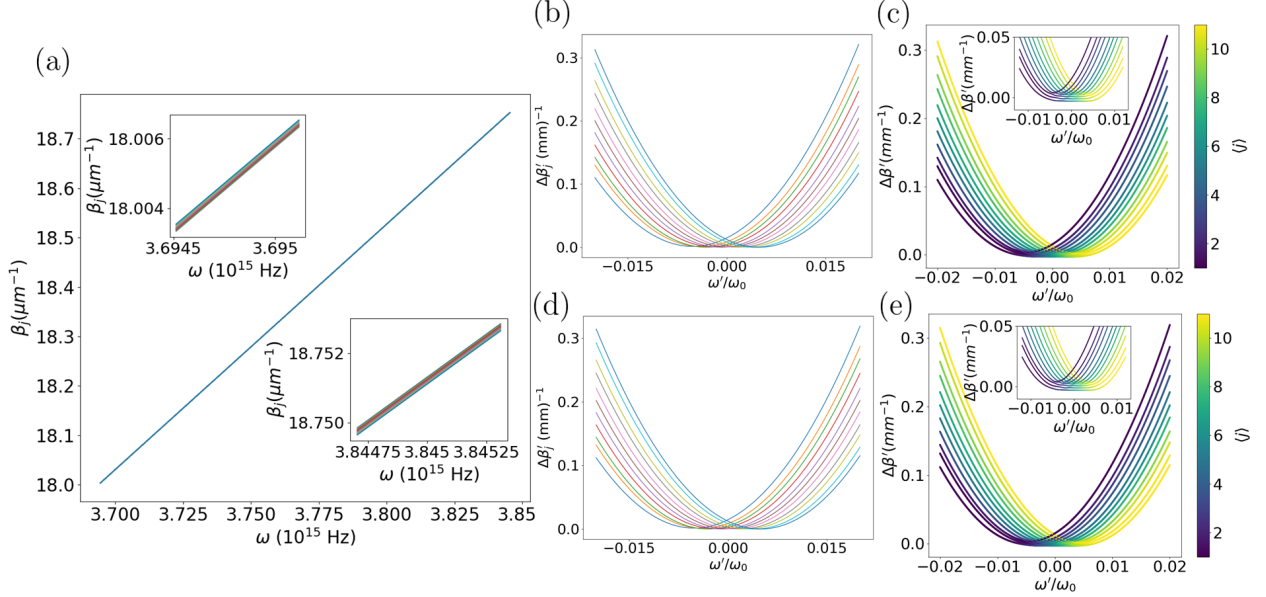 (a)
β_j(μm⁻¹)
18.7
18.6
18.5
18.4
18.3
18.2
18.1
18.0
3.700 3.725 3.750 3.775 3.800 3.825 3.85
ω (10¹⁵ Hz)
β_j(μm⁻¹)
18.006
18.004
3.6945 3.695
ω (10¹⁵ Hz)
β_j(μm⁻¹)
18.752
18.750
3.84475 3.845 3.84525
ω (10¹⁵ Hz)
(b)
Δβ′_j (mm)⁻¹
0.3
0.2
0.1
0.0
−0.015 0.000 0.015
ω′/ω₀
(c)
Δβ′(mm⁻¹)
0.3
0.2
0.1
0.0
−0.02 −0.01 0.00 0.01 0.02
ω′/ω₀
Δβ′(mm⁻¹)
0.05
0.00
−0.01 0.00 0.01
ω′/ω₀
10
8
6
4
2
⟨j⟩
(d)
Δβ′_j (mm)⁻¹
0.3
0.2
0.1
0.0
−0.015 0.000 0.015
ω′/ω₀
(e)
Δβ′(mm⁻¹)
0.3
0.2
0.1
0.0
−0.02 −0.01 0.00 0.01 0.02
ω′/ω₀
Δβ′(mm⁻¹)
0.05
0.00
−0.01 0.00 0.01
ω′/ω₀
10
8
6
4
2
⟨j⟩